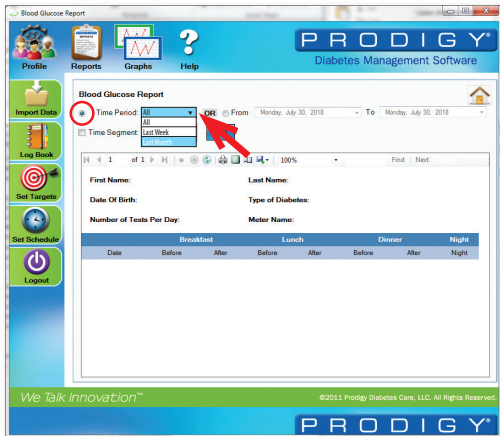 Blood Glucose Report
PRODIGY®
Diabetes Management Software
Profile
Reports
Graphs
Help
Import Data
Log Book
Set Targets
Set Schedule
Logout
Blood Glucose Report
Time Period: All OR From Monday, July 30, 2018 To Monday, July 30, 2018
All
Time Segment: Last Week
Last Month
1 of 1 100% Find | Next
First Name: Last Name:
Date Of Birth: Type of Diabetes:
Number of Tests Per Day: Meter Name:
Breakfast Lunch Dinner Night
Date Before After Before After Before After Night
We Talk Innovation™
©2011 Prodigy Diabetes Care, LLC. All Rights Reserved.
PRODIGY®